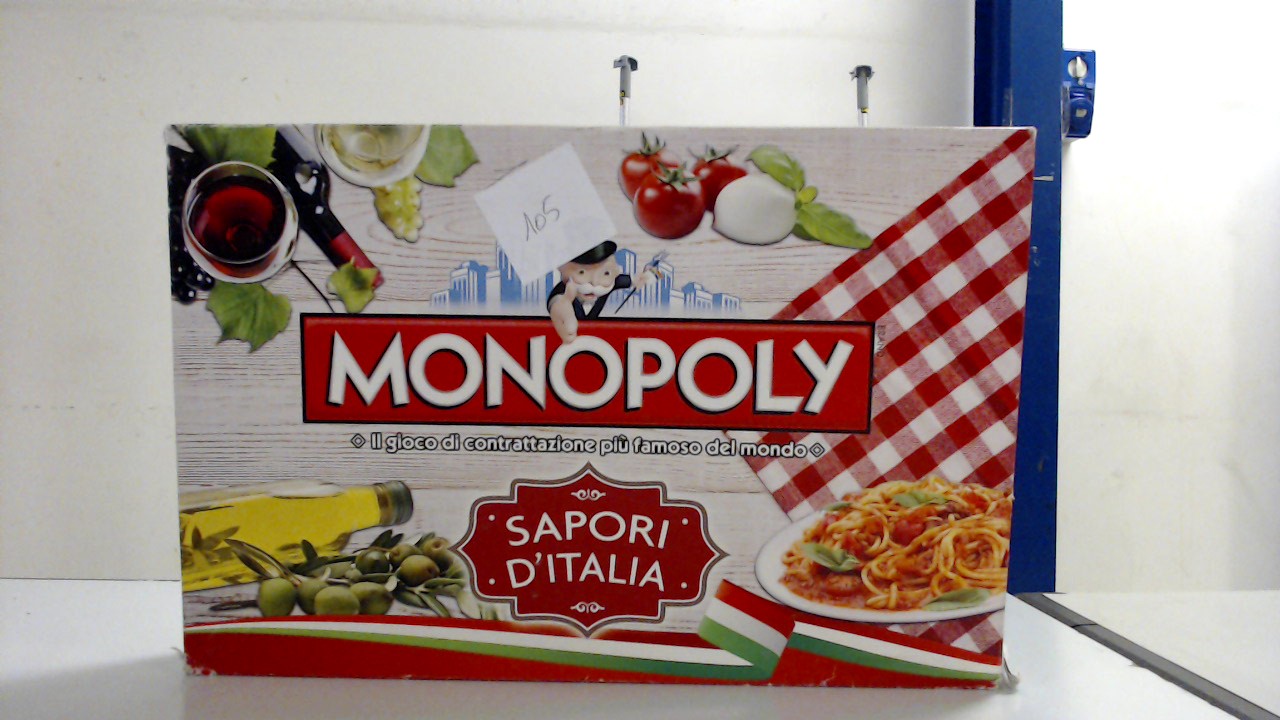 105
MONOPOLY
Il gioco di contrattazione più famoso del mondo
SAPORI
D'ITALIA